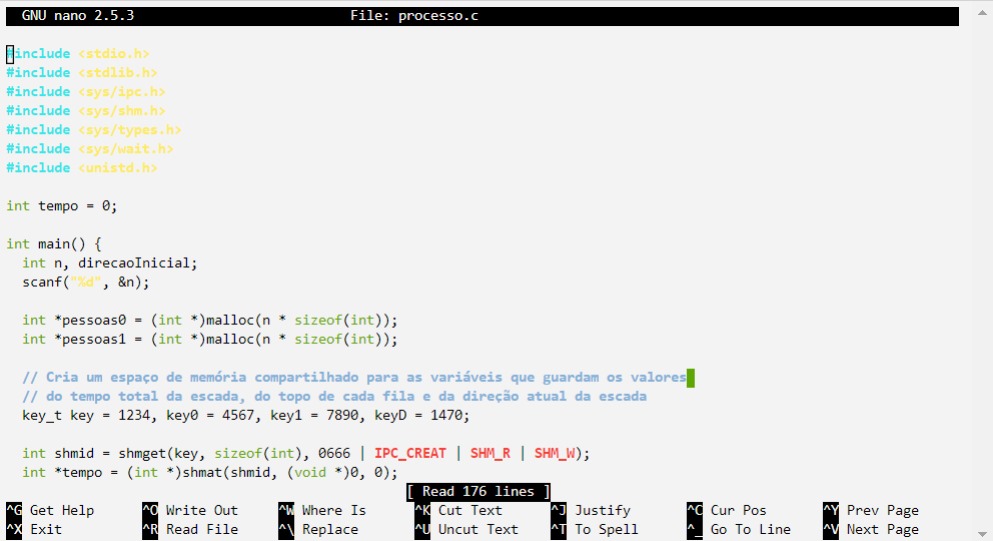 GNU nano 2.5.3 File: processo.c
#include <stdio.h>
#include <stdlib.h>
#include <sys/ipc.h>
#include <sys/shm.h>
#include <sys/types.h>
#include <sys/wait.h>
#include <unistd.h>
int tempo = 0;
int main() {
int n, direcaoInicial;
scanf("%d", &n);
int *pessoas0 = (int *)malloc(n * sizeof(int));
int *pessoas1 = (int *)malloc(n * sizeof(int));
// Cria um espaço de memória compartilhado para as variáveis que guardam os valores
// do tempo total da escada, do topo de cada fila e da direção atual da escada
key_t key = 1234, key0 = 4567, key1 = 7890, keyD = 1470;
int shmid = shmget(key, sizeof(int), 0666 | IPC_CREAT | SHM_R | SHM_W);
int *tempo = (int *)shmat(shmid, (void *)0, 0);
[ Read 176 lines ]
^G Get Help ^O Write Out ^W Where Is ^K Cut Text ^J Justify ^C Cur Pos ^Y Prev Page
^X Exit ^R Read File ^\ Replace ^U Uncut Text ^T To Spell ^_ Go To Line ^V Next Page